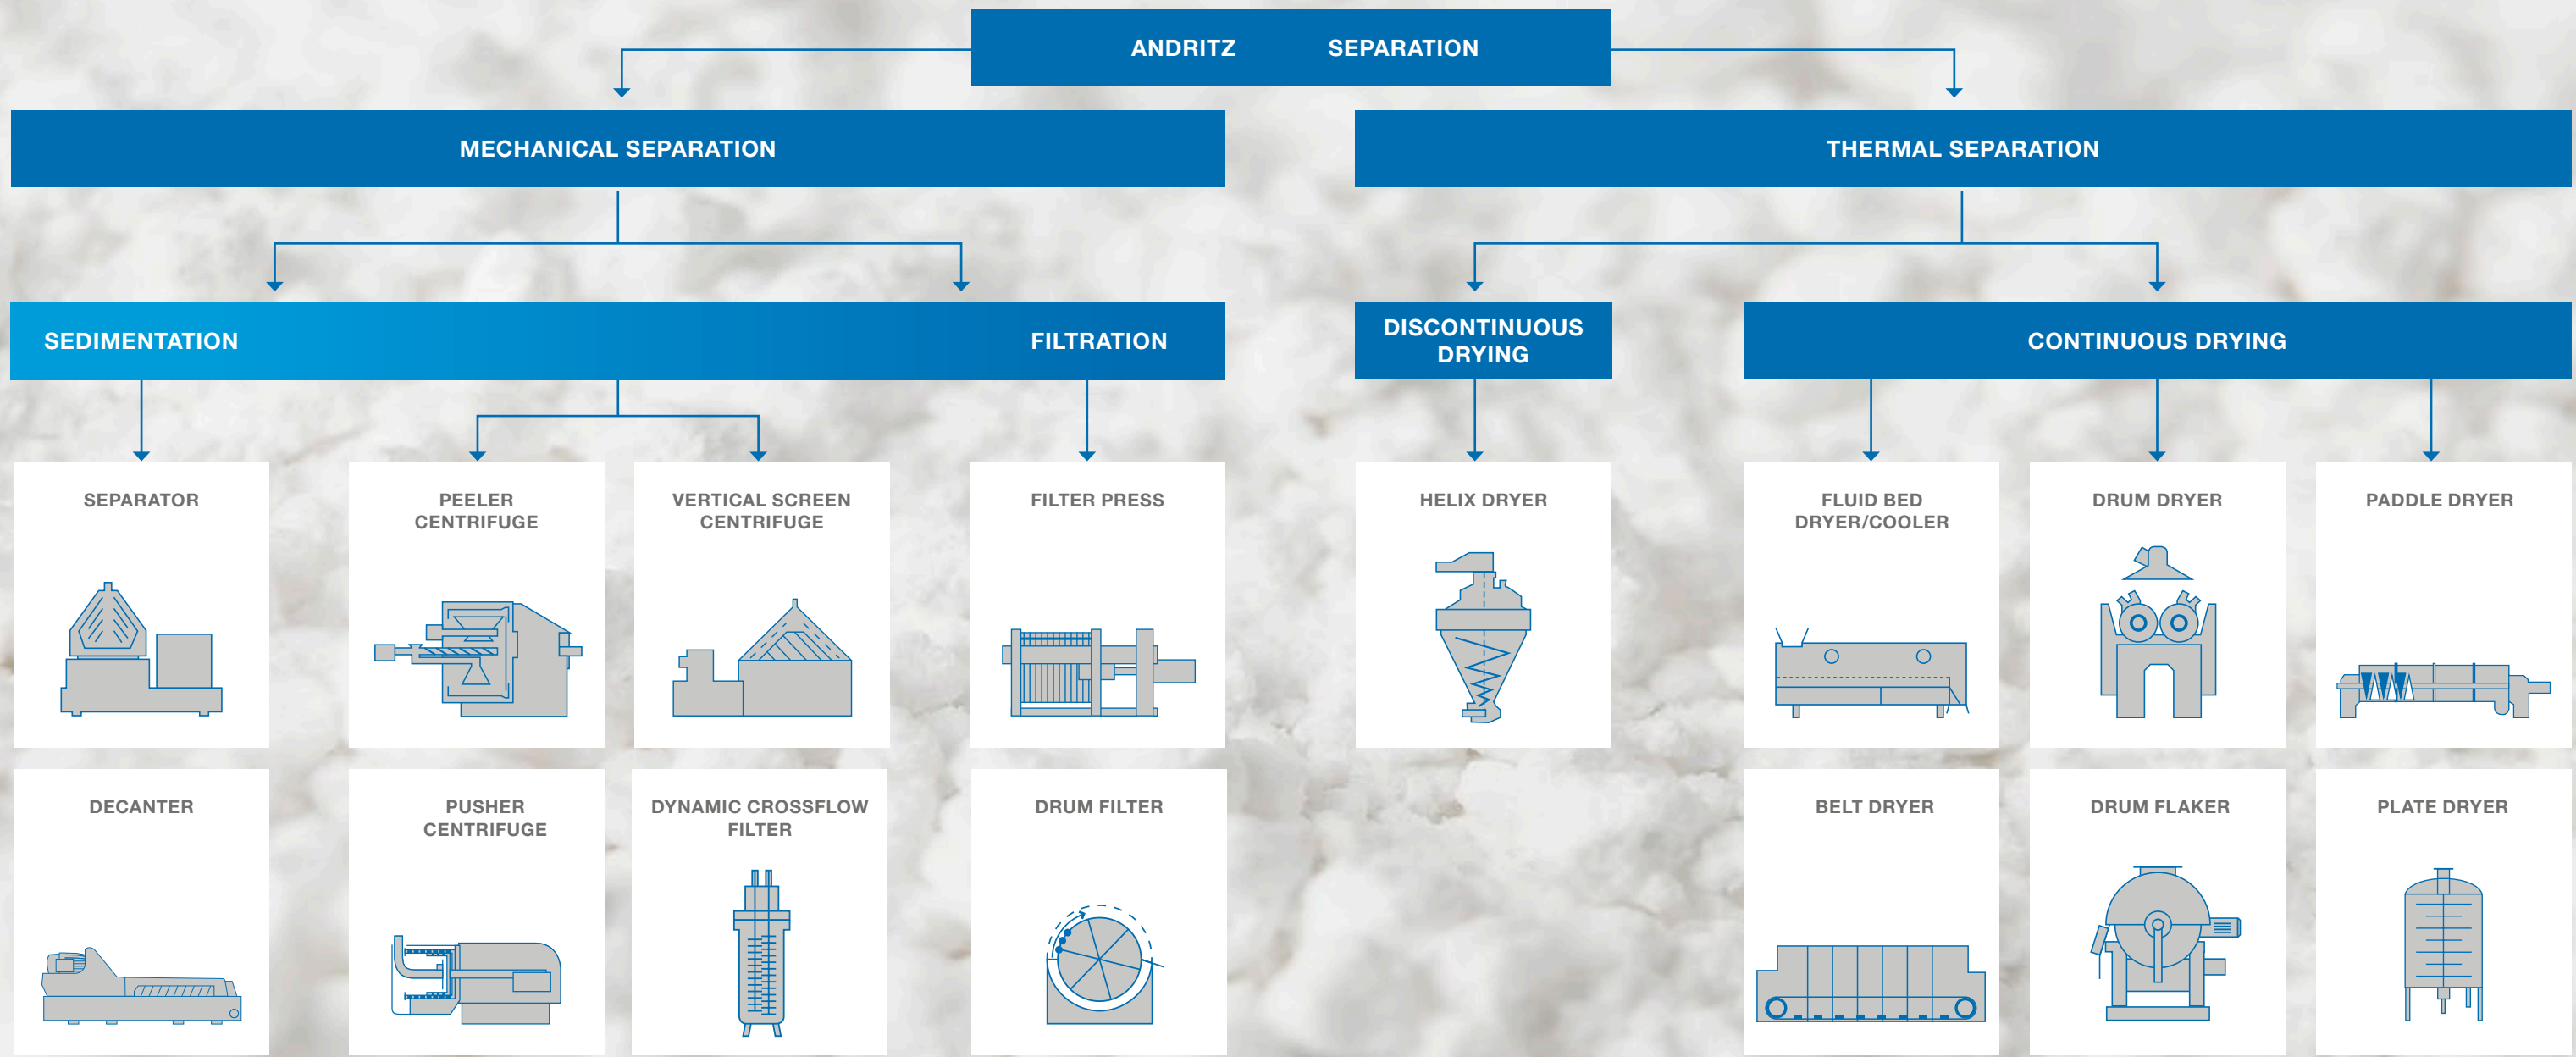 ANDRITZ SEPARATION
MECHANICAL SEPARATION
THERMAL SEPARATION
SEDIMENTATION
FILTRATION
DISCONTINUOUS
DRYING
CONTINUOUS DRYING
SEPARATOR
PEELER
CENTRIFUGE
VERTICAL SCREEN
CENTRIFUGE
FILTER PRESS
HELIX DRYER
FLUID BED
DRYER/COOLER
DRUM DRYER
PADDLE DRYER
DECANTER
PUSHER
CENTRIFUGE
DYNAMIC CROSSFLOW
FILTER
DRUM FILTER
BELT DRYER
DRUM FLAKER
PLATE DRYER